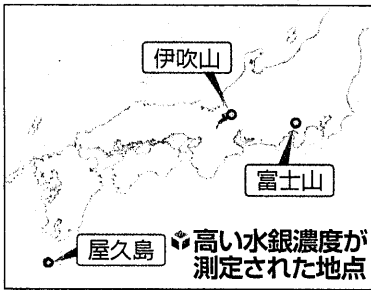 伊吹山
富士山
屋久島
高い水銀濃度が
測定された地点